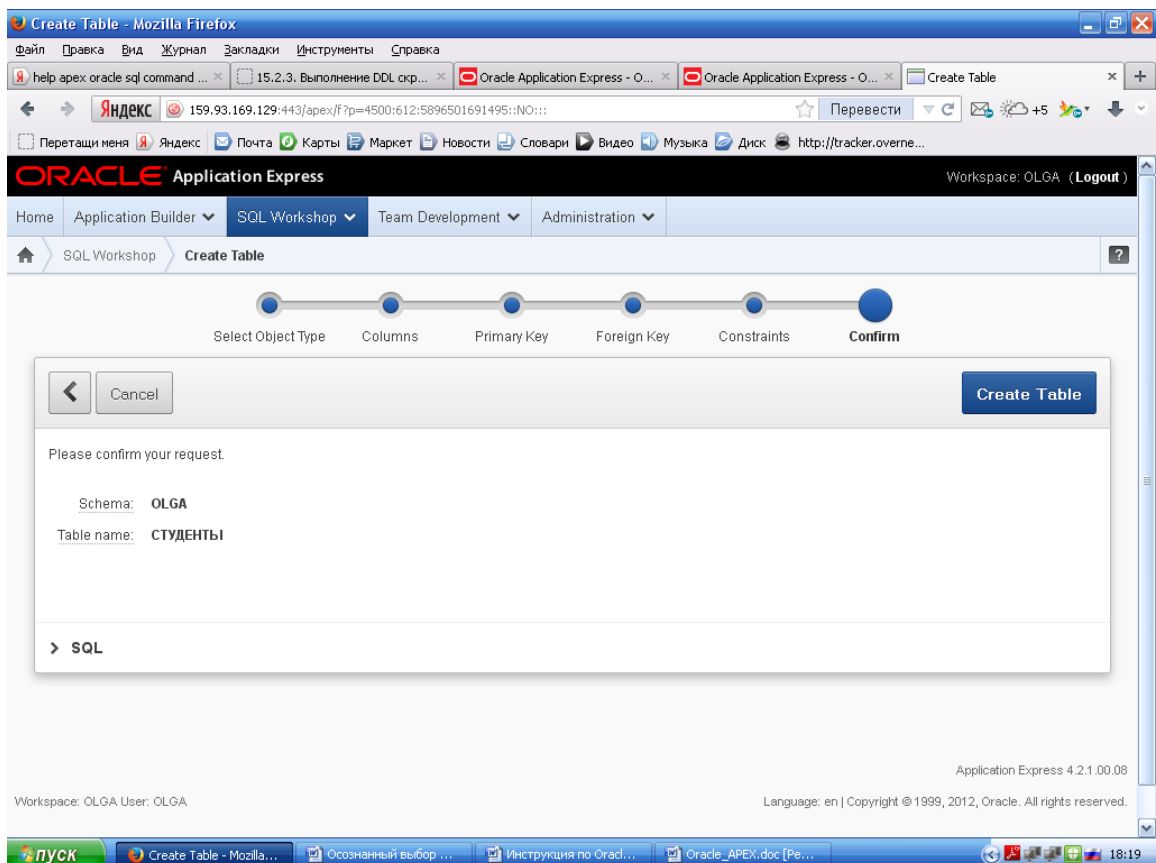 Create Table - Mozilla Firefox
Файл Правка Вид Журнал Закладки Инструменты Справка
help apex oracle sql command ... 15.2.3. Выполнение DDL скр... Oracle Application Express - O... Oracle Application Express - O... Create Table
Яндекс 159.93.169.129:443/apex/f?p=4500:612:5896501691495::NO::: Перевести +5
Перетащи меня Яндекс Почта Карты Маркет Новости Словари Видео Музыка Диск http://tracker.overne...
ORACLE Application Express Workspace: OLGA (Logout)
Home Application Builder SQL Workshop Team Development Administration
SQL Workshop Create Table ?
Select Object Type Columns Primary Key Foreign Key Constraints Confirm
Cancel Create Table
Please confirm your request.
Schema: OLGA
Table name: СТУДЕНТЫ
SQL
Application Express 4.2.1.00.08
Workspace: OLGA User: OLGA Language: en | Copyright © 1999, 2012, Oracle. All rights reserved.
пуск Create Table - Mozilla... Осознанный выбор ... Инструкция по Oracl... Oracle_APEX.doc [Ре... 18:19